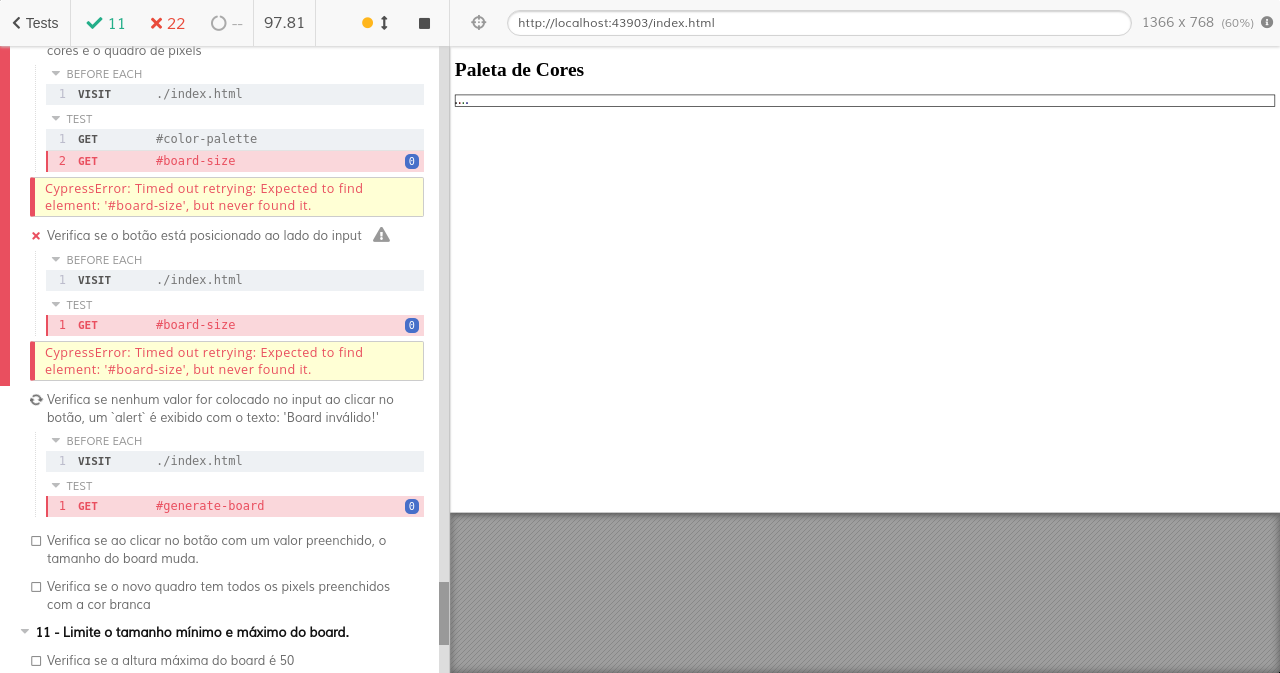 Tests 11 22 -- 97.81
http://localhost:43903/index.html 1366 x 768 (60%)
cores e o quadro de pixels
BEFORE EACH
1 VISIT ./index.html
TEST
1 GET #color-palette
2 GET #board-size 0
CypressError: Timed out retrying: Expected to find
element: '#board-size', but never found it.
Verifica se o botão está posicionado ao lado do input
BEFORE EACH
1 VISIT ./index.html
TEST
1 GET #board-size 0
CypressError: Timed out retrying: Expected to find
element: '#board-size', but never found it.
Verifica se nenhum valor for colocado no input ao clicar no
botão, um `alert` é exibido com o texto: 'Board inválido!'
BEFORE EACH
1 VISIT ./index.html
TEST
1 GET #generate-board 0
Verifica se ao clicar no botão com um valor preenchido, o
tamanho do board muda.
Verifica se o novo quadro tem todos os pixels preenchidos
com a cor branca
11 - Limite o tamanho mínimo e máximo do board.
Verifica se a altura máxima do board é 50
Paleta de Cores
....